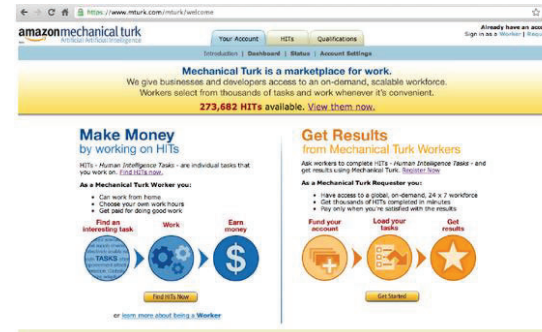 https://www.mturk.com/mturk/welcome
amazonmechanical turk
Artificial Artificial Intelligence
Your Account
HITs
Qualifications
Already have an acco
Sign in as a Worker | Requ
Introduction | Dashboard | Status | Account Settings
Mechanical Turk is a marketplace for work.
We give businesses and developers access to an on-demand, scalable workforce.
Workers select from thousands of tasks and work whenever it's convenient.
273,682 HITs available. View them now.
Make Money
by working on HITs
HITs - Human Intelligence Tasks - are individual tasks that
you work on. Find HITs now.
As a Mechanical Turk Worker you:
• Can work from home
• Choose your own work hours
• Get paid for doing good work
Find an
interesting task
Work
Earn
money
TASKS
$
Find HITs Now
or learn more about being a Worker
Get Results
from Mechanical Turk Workers
Ask workers to complete HITs - Human Intelligence Tasks - and
get results using Mechanical Turk. Register Now
As a Mechanical Turk Requester you:
• Have access to a global, on-demand, 24 x 7 workforce
• Get thousands of HITs completed in minutes
• Pay only when you're satisfied with the results
Fund your
account
Load your
tasks
Get
results
Get Started